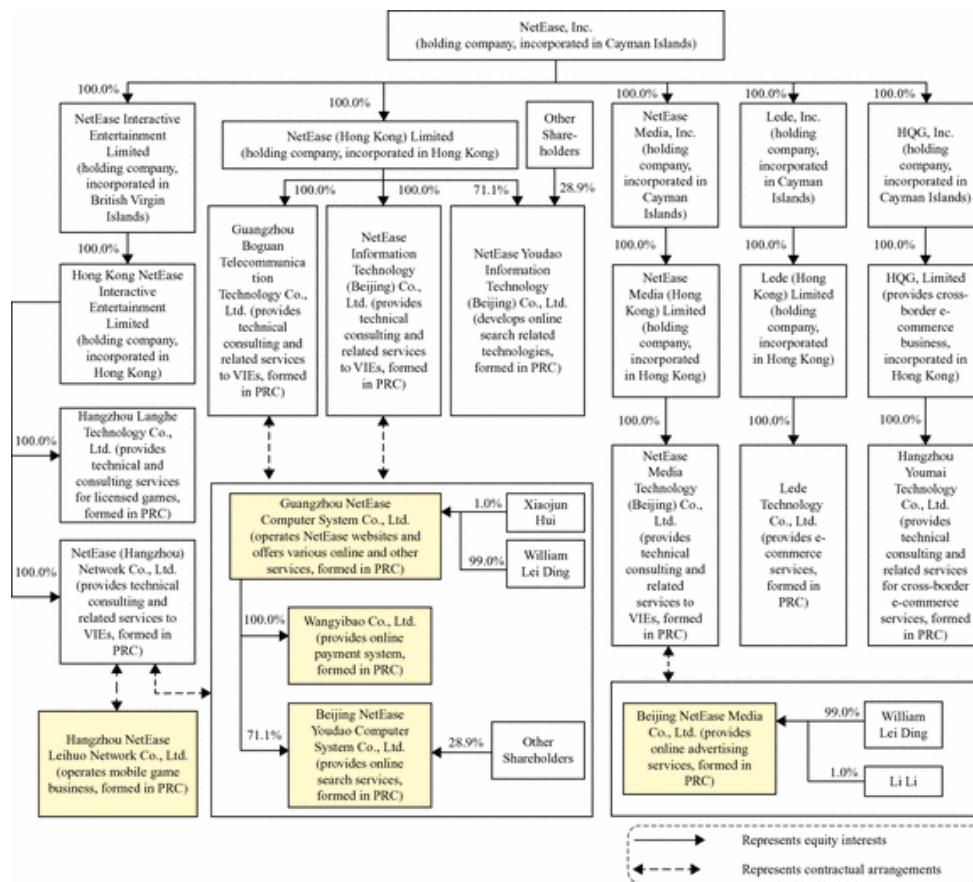 NetEase, Inc.
(holding company, incorporated in Cayman Islands)
100.0%
100.0%
100.0%
100.0%
100.0%
NetEase Interactive
Entertainment
Limited
(holding company,
incorporated in
British Virgin
Islands)
NetEase (Hong Kong) Limited
(holding company, incorporated in Hong Kong)
Other
Share-
holders
NetEase
Media, Inc.
(holding
company,
incorporated in
Cayman
Islands)
Lede, Inc.
(holding
company,
incorporated in
Cayman
Islands)
HQG, Inc.
(holding
company,
incorporated in
Cayman
Islands)
100.0%
100.0%
71.1%
28.9%
Guangzhou
Boguan
Telecommunica
tion
Technology Co.,
Ltd. (provides
technical
consulting and
related services
to VIEs, formed
in PRC)
NetEase
Information
Technology
(Beijing) Co.,
Ltd. (provides
technical
consulting and
related services
to VIEs, formed
in PRC)
NetEase Youdao
Information
Technology
(Beijing) Co., Ltd.
(develops online
search related
technologies,
formed in PRC)
100.0%
100.0%
100.0%
100.0%
Hong Kong NetEase
Interactive
Entertainment
Limited
(holding company,
incorporated in
Hong Kong)
NetEase
Media (Hong
Kong) Limited
(holding
company,
incorporated
in Hong Kong)
Lede (Hong
Kong) Limited
(holding
company,
incorporated
in Hong Kong)
HQG, Limited
(provides cross-
border e-
commerce
business,
incorporated in
Hong Kong)
100.0%
100.0%
100.0%
100.0%
Hangzhou Langhe
Technology Co.,
Ltd. (provides
technical and
consulting services
for licensed games,
formed in PRC)
NetEase
Media
Technology
(Beijing) Co.,
Ltd.
(provides
technical
consulting and
related
services to
VIEs, formed
in PRC)
Lede
Technology
Co., Ltd.
(provides e-
commerce
services,
formed in
PRC)
Hangzhou
Youmai
Technology
Co., Ltd.
(provides
technical
consulting and
related services
for cross-border
e-commerce
services, formed
in PRC)
100.0%
NetEase (Hangzhou)
Network Co., Ltd.
(provides technical
consulting and
related services to
VIEs, formed in
PRC)
Guangzhou NetEase
Computer System Co., Ltd.
(operates NetEase websites and
offers various online and other
services, formed in PRC)
1.0%
Xiaojun
Hui
99.0%
William
Lei Ding
100.0%
Wangyibao Co., Ltd.
(provides online
payment system,
formed in PRC)
71.1%
Beijing NetEase
Youdao Computer
System Co., Ltd.
(provides online
search services,
formed in PRC)
28.9%
Other
Shareholders
Hangzhou NetEase
Leihuo Network Co., Ltd.
(operates mobile game
business, formed in PRC)
Beijing NetEase Media
Co., Ltd. (provides
online advertising
services, formed in
PRC)
99.0%
William
Lei Ding
1.0%
Li Li
Represents equity interests
Represents contractual arrangements